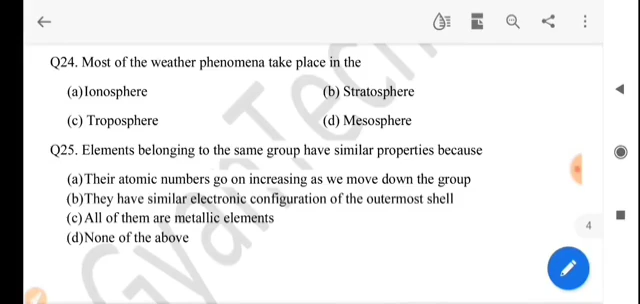 Q24. Most of the weather phenomena take place in the
(a)Ionosphere (b) Stratosphere
(c) Troposphere (d) Mesosphere
Q25. Elements belonging to the same group have similar properties because
(a)Their atomic numbers go on increasing as we move down the group
(b)They have similar electronic configuration of the outermost shell
(c)All of them are metallic elements
(d)None of the above
4
GyanTech